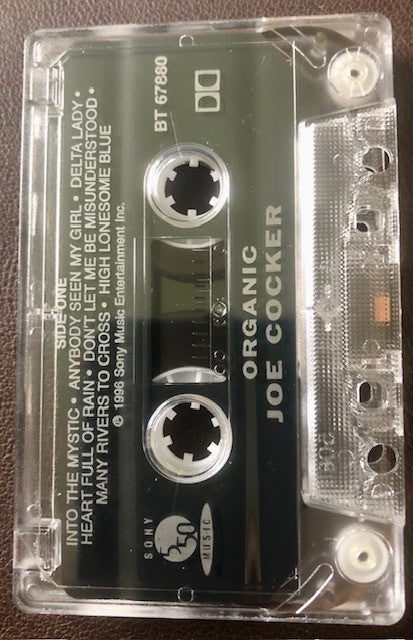 SIDE ONE
INTO THE MYSTIC • ANYBODY SEEN MY GIRL • DELTA LADY •
HEART FULL OF RAIN • DON'T LET ME BE MISUNDERSTOOD •
MANY RIVERS TO CROSS • HIGH LONESOME BLUE
℗ 1996 Sony Music Entertainment Inc.
BT 67880
SONY
550
MUSIC
ORGANIC
JOE COCKER